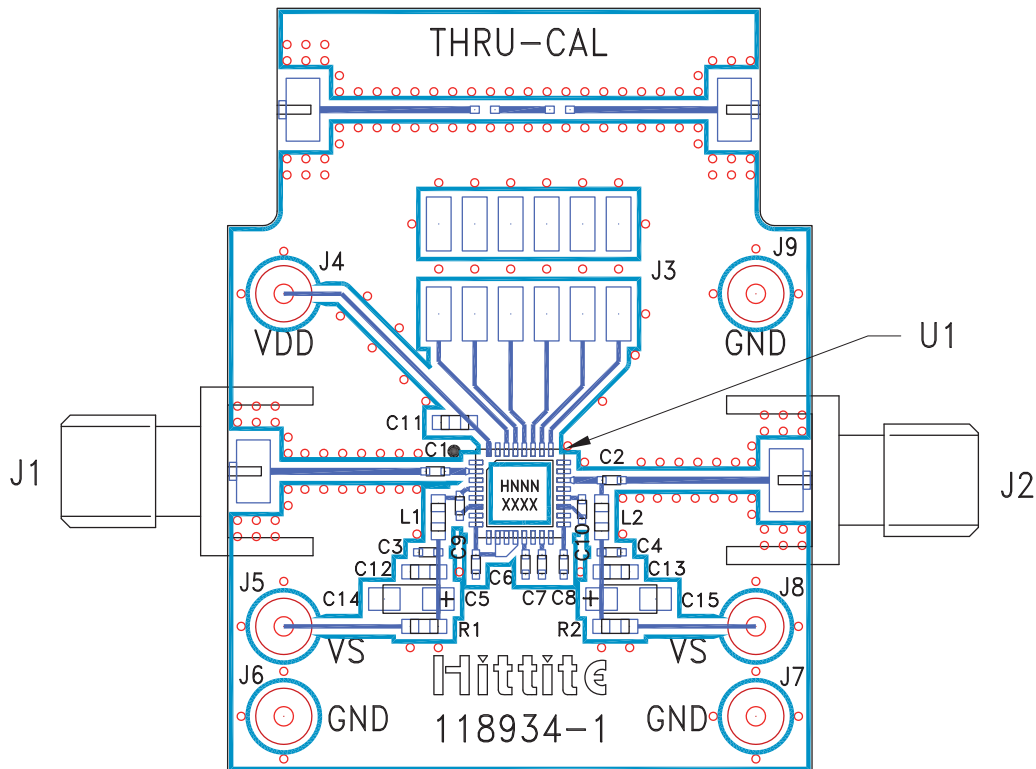 THRU-CAL
J4
J9
J3
VDD
GND
U1
C11
C1
C2
J1
HNNN
XXXX
J2
L1
L2
C9
C10
C3
C4
C12
C13
C6
J5
C14
C5
C7
C8
C15
J8
R1
R2
VS
VS
Hittite
J6
J7
GND
GND
118934-1